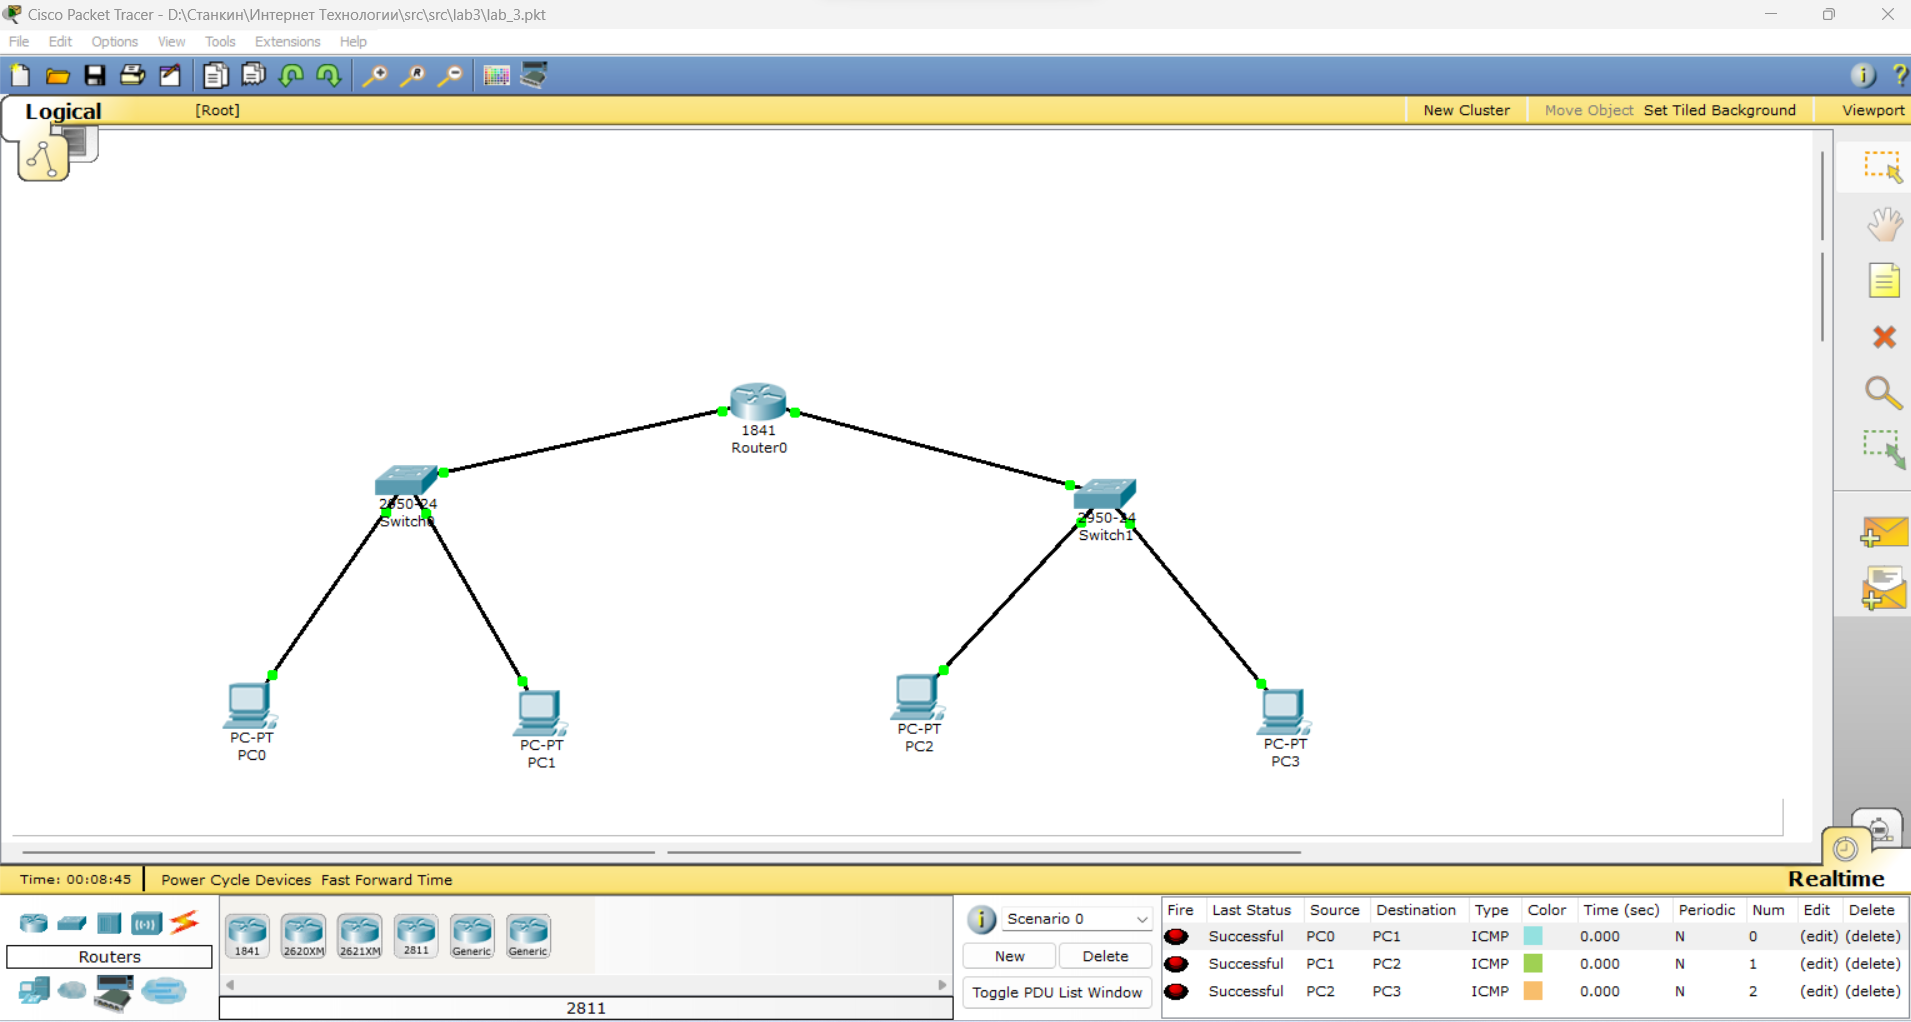 Cisco Packet Tracer - D:\Станкин\Интернет Технологии\src\src\lab3\lab_3.pkt
File Edit Options View Tools Extensions Help
Logical [Root] New Cluster Move Object Set Tiled Background Viewport
1841
Router0
2950-24
Switch0
2950-24
Switch1
PC-PT
PC0
PC-PT
PC1
PC-PT
PC2
PC-PT
PC3
Time: 00:08:45 Power Cycle Devices Fast Forward Time Realtime
Routers
1841 2620XM 2621XM 2811 Generic Generic
2811
Scenario 0
New Delete
Toggle PDU List Window
Fire Last Status Source Destination Type Color Time (sec) Periodic Num Edit Delete
Successful PC0 PC1 ICMP 0.000 N 0 (edit) (delete)
Successful PC1 PC2 ICMP 0.000 N 1 (edit) (delete)
Successful PC2 PC3 ICMP 0.000 N 2 (edit) (delete)